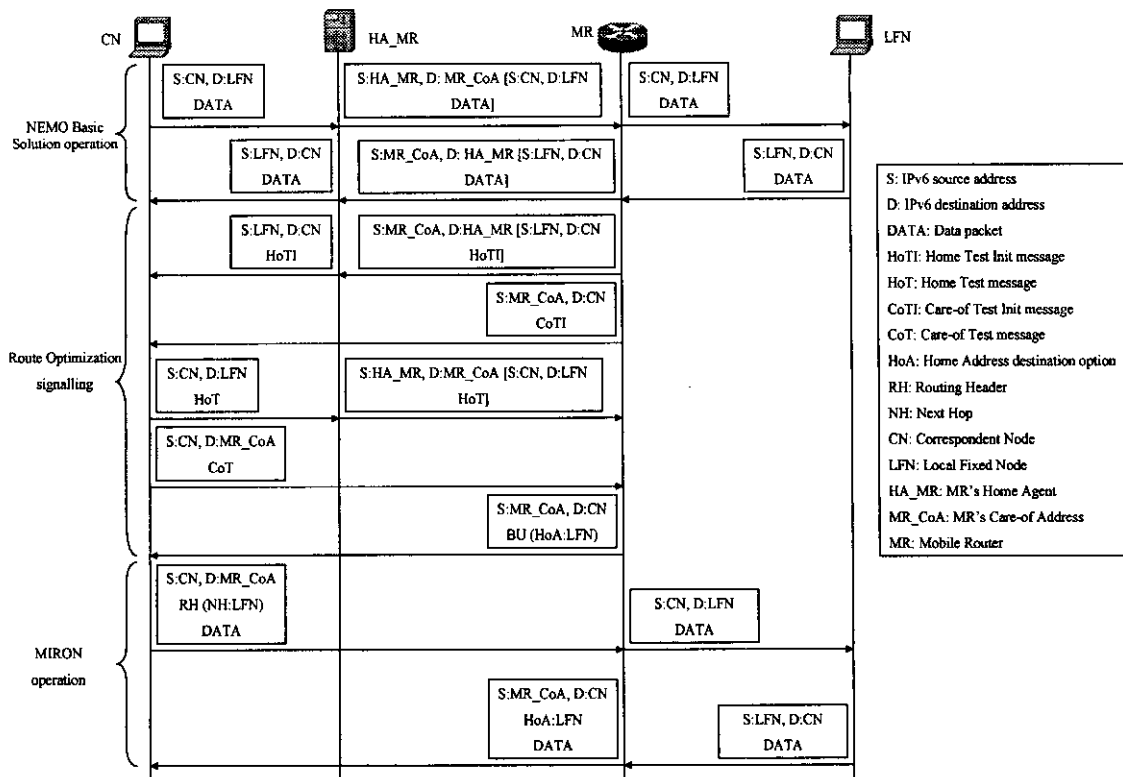 CN
HA_MR
MR
LFN
NEMO Basic
Solution operation
S:CN, D:LFN
DATA
S:HA_MR, D: MR_CoA [S:CN, D:LFN
DATA]
S:CN, D:LFN
DATA
S:LFN, D:CN
DATA
S:MR_CoA, D: HA_MR [S:LFN, D:CN
DATA]
S:LFN, D:CN
DATA
Route Optimization
signalling
S:LFN, D:CN
HoTI
S:MR_CoA, D:HA_MR [S:LFN, D:CN
HoTI]
S:MR_CoA, D:CN
CoTI
S:CN, D:LFN
HoT
S:HA_MR, D:MR_CoA [S:CN, D:LFN
HoT]
S:CN, D:MR_CoA
CoT
S:MR_CoA, D:CN
BU (HoA:LFN)
MIRON
operation
S:CN, D:MR_CoA
RH (NH:LFN)
DATA
S:CN, D:LFN
DATA
S:MR_CoA, D:CN
HoA:LFN
DATA
S:LFN, D:CN
DATA
S: IPv6 source address
D: IPv6 destination address
DATA: Data packet
HoTI: Home Test Init message
HoT: Home Test message
CoTI: Care-of Test Init message
CoT: Care-of Test message
HoA: Home Address destination option
RH: Routing Header
NH: Next Hop
CN: Correspondent Node
LFN: Local Fixed Node
HA_MR: MR's Home Agent
MR_CoA: MR's Care-of Address
MR: Mobile Router